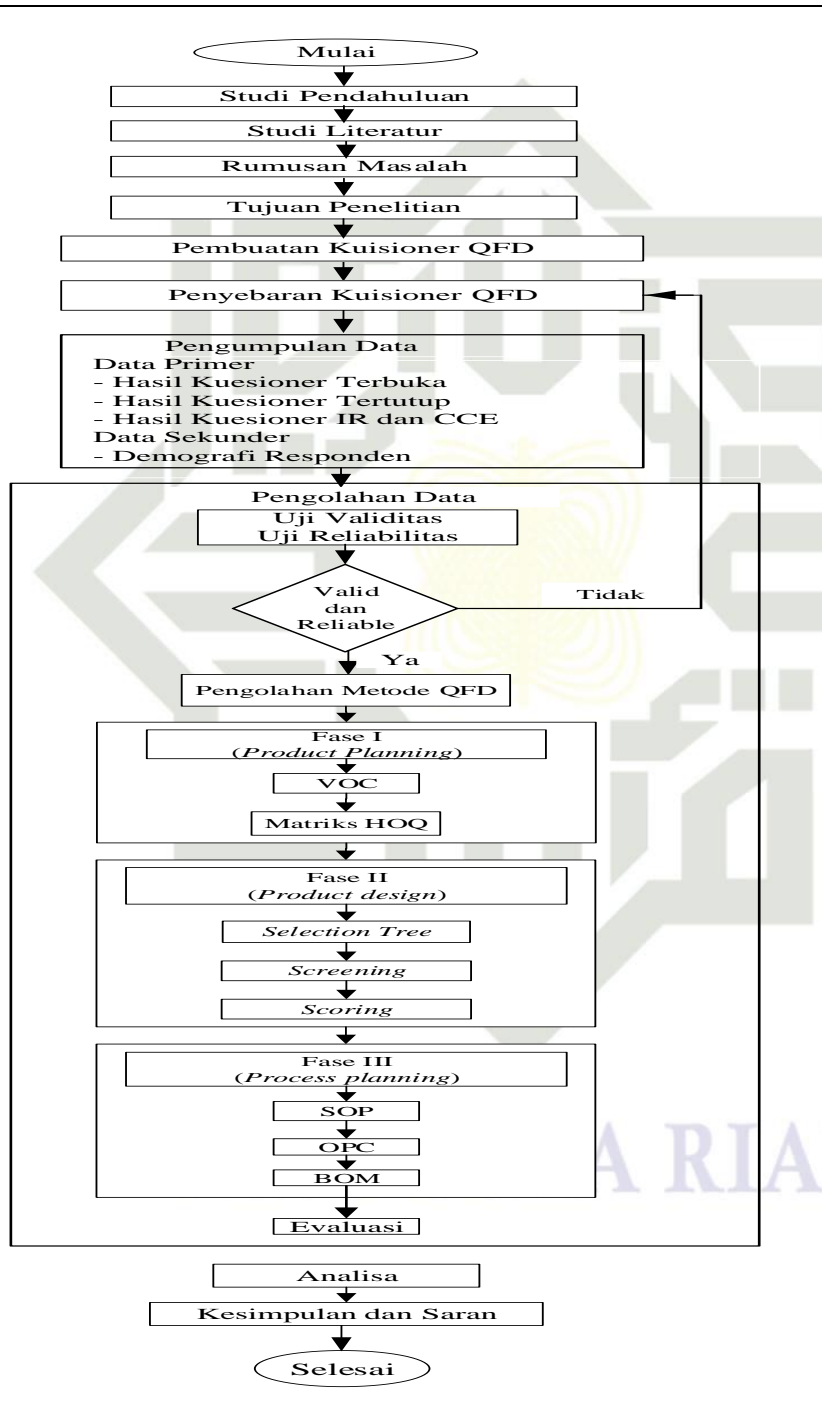 Mulai
Studi Pendahuluan
Studi Literatur
Rumusan Masalah
Tujuan Penelitian
Pembuatan Kuisioner QFD
Penyebaran Kuisioner QFD
Pengumpulan Data
Data Primer
- Hasil Kuesioner Terbuka
- Hasil Kuesioner Tertutup
- Hasil Kuesioner IR dan CCE
Data Sekunder
- Demografi Responden
Pengolahan Data
Uji Validitas
Uji Reliabilitas
Valid
dan
Reliable
Tidak
Ya
Pengolahan Metode QFD
Fase I
(Product Planning)
VOC
Matriks HOQ
Fase II
(Product design)
Selection Tree
Screening
Scoring
Fase III
(Process planning)
SOP
OPC
BOM
A RIA
Evaluasi
Analisa
Kesimpulan dan Saran
Selesai